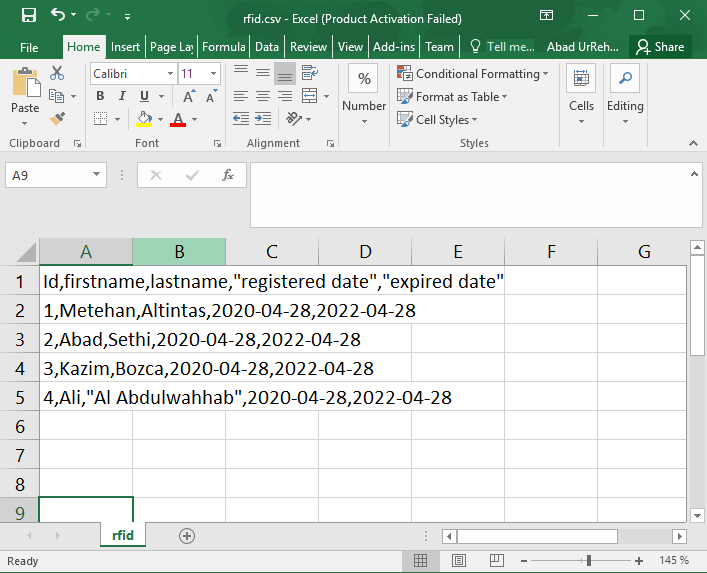 rfid.csv - Excel (Product Activation Failed)
File Home Insert Page Lay Formula Data Review View Add-ins Team Tell me... Abad UrReh... Share
Paste
Calibri 11
B I U A A
A
%
Number
Conditional Formatting
Format as Table
Cell Styles
Cells
Editing
Clipboard Font Alignment Styles
A9 fx
A B C D E F G
1 Id,firstname,lastname,"registered date","expired date"
2 1,Metehan,Altintas,2020-04-28,2022-04-28
3 2,Abad,Sethi,2020-04-28,2022-04-28
4 3,Kazim,Bozca,2020-04-28,2022-04-28
5 4,Ali,"Al Abdulwahhab",2020-04-28,2022-04-28
6
7
8
9
rfid
Ready 145 %